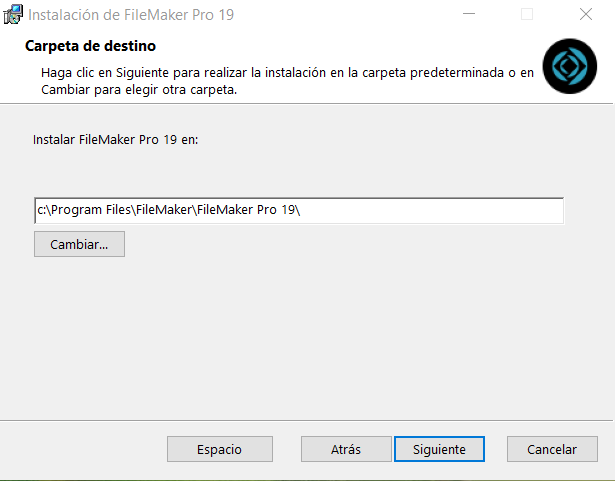 Instalación de FileMaker Pro 19
Carpeta de destino
Haga clic en Siguiente para realizar la instalación en la carpeta predeterminada o en
Cambiar para elegir otra carpeta.
Instalar FileMaker Pro 19 en:
c:\Program Files\FileMaker\FileMaker Pro 19\
Cambiar...
Espacio
Atrás
Siguiente
Cancelar